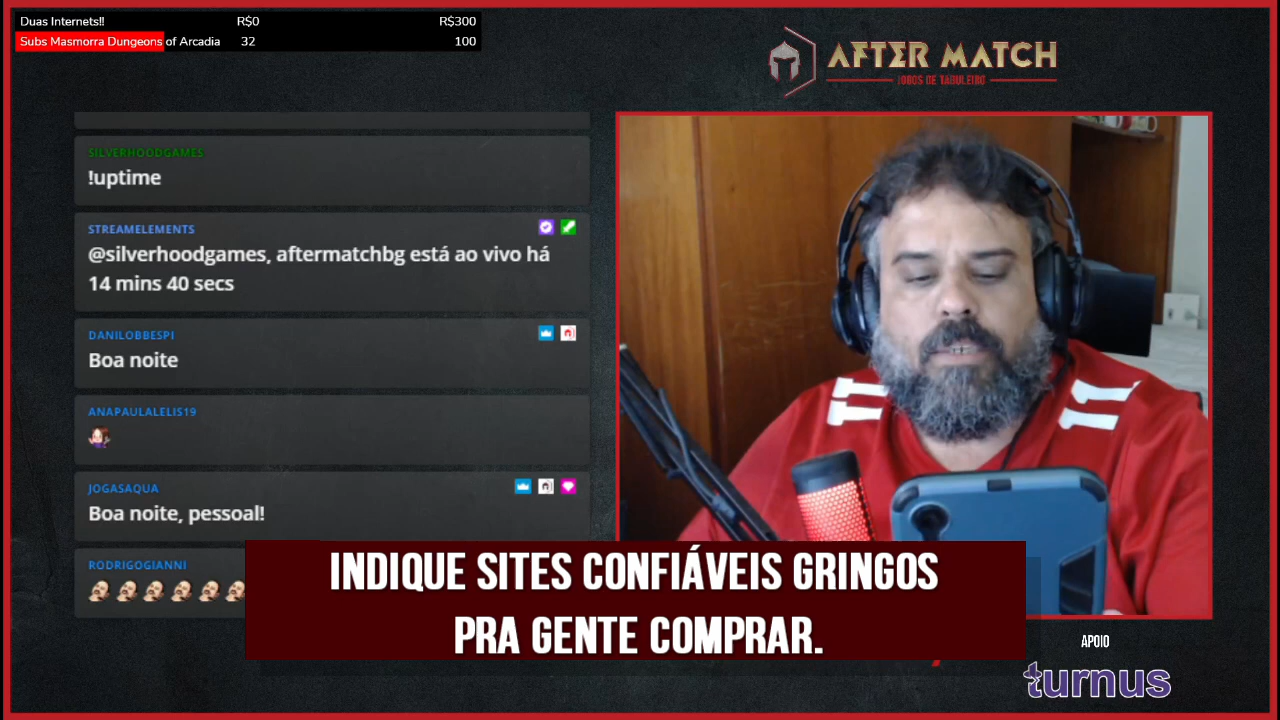 Duas Internets!! R$0 R$300
Subs Masmorra Dungeons of Arcadia 32 100
AFTER MATCH
JOGOS DE TABULEIRO
SILVERHOODGAMES
!uptime
STREAMELEMENTS
@silverhoodgames, aftermatchbg está ao vivo há
14 mins 40 secs
DANILOBBESPI
Boa noite
ANAPAULALELIS19
JOGASAQUA
Boa noite, pessoal!
RODRIGOGIANNI
11 11
INDIQUE SITES CONFIÁVEIS GRINGOS
PRA GENTE COMPRAR.
APOIO
turnus